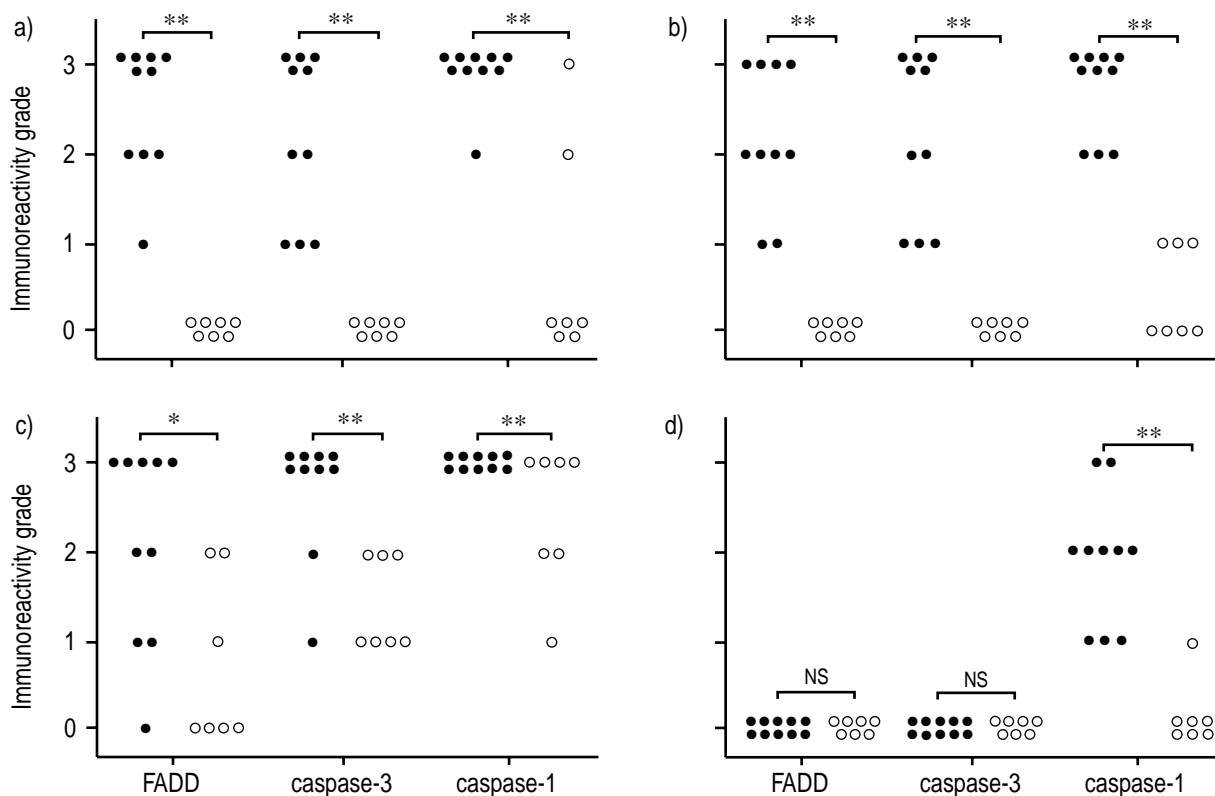 a)
** ** **
Immunoreactivity grade
3
2
1
0
b)
** ** **
c)
* ** **
Immunoreactivity grade
3
2
1
0
FADD caspase-3 caspase-1
d)
**
NS NS
FADD caspase-3 caspase-1